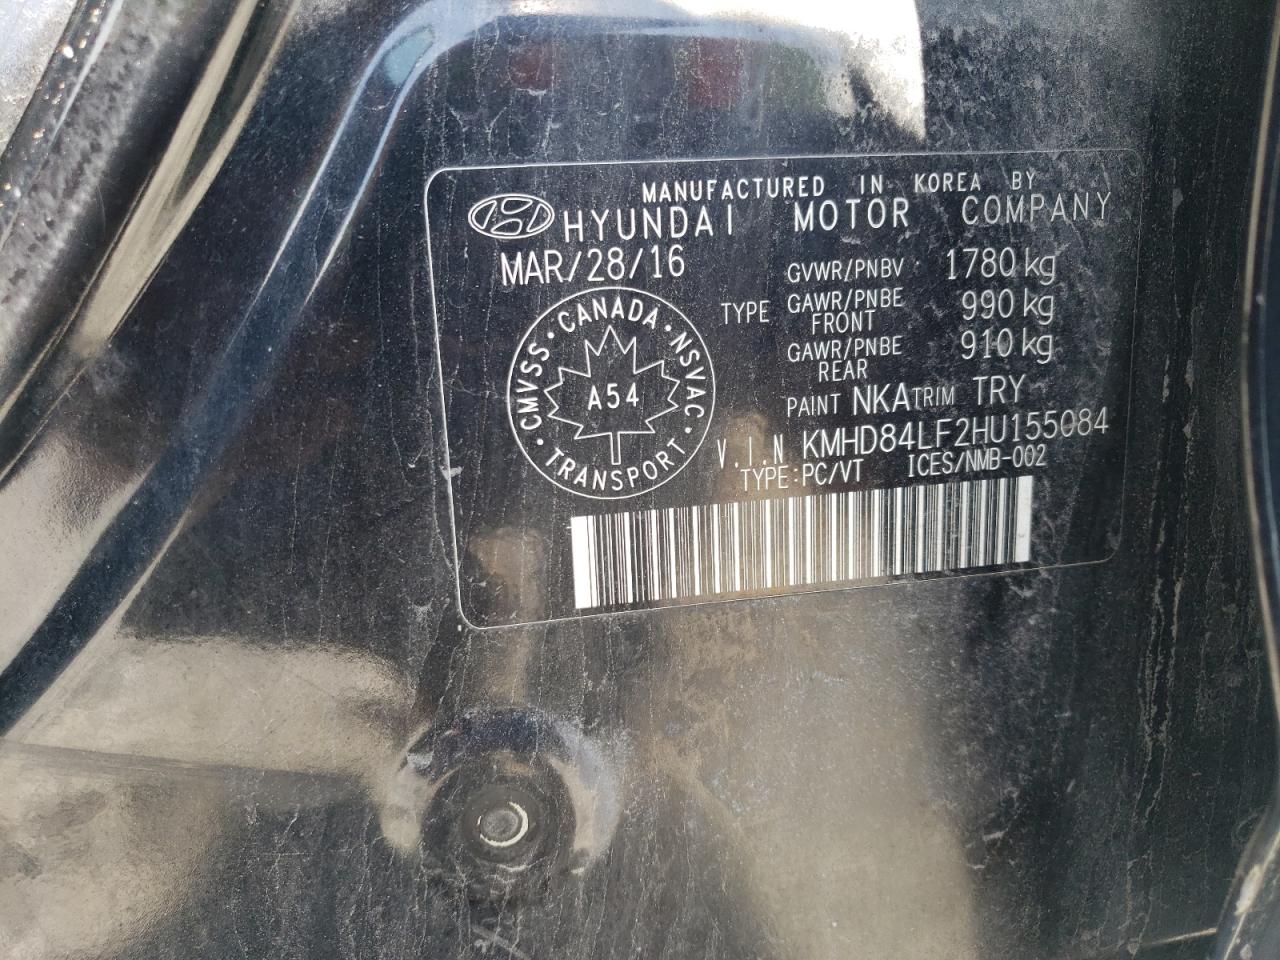 MANUFACTURED IN KOREA BY
HYUNDAI MOTOR COMPANY
MAR/28/16
GVWR/PNBV 1780 kg
TYPE GAWR/PNBE FRONT 990 kg
GAWR/PNBE REAR 910 kg
PAINT NKA TRIM TRY
V.I.N KMHD84LF2HU155084
TYPE:PC/VT ICES/NMB-002
CMVSS · CANADA · NSVAC · TRANSPORT ·
A54